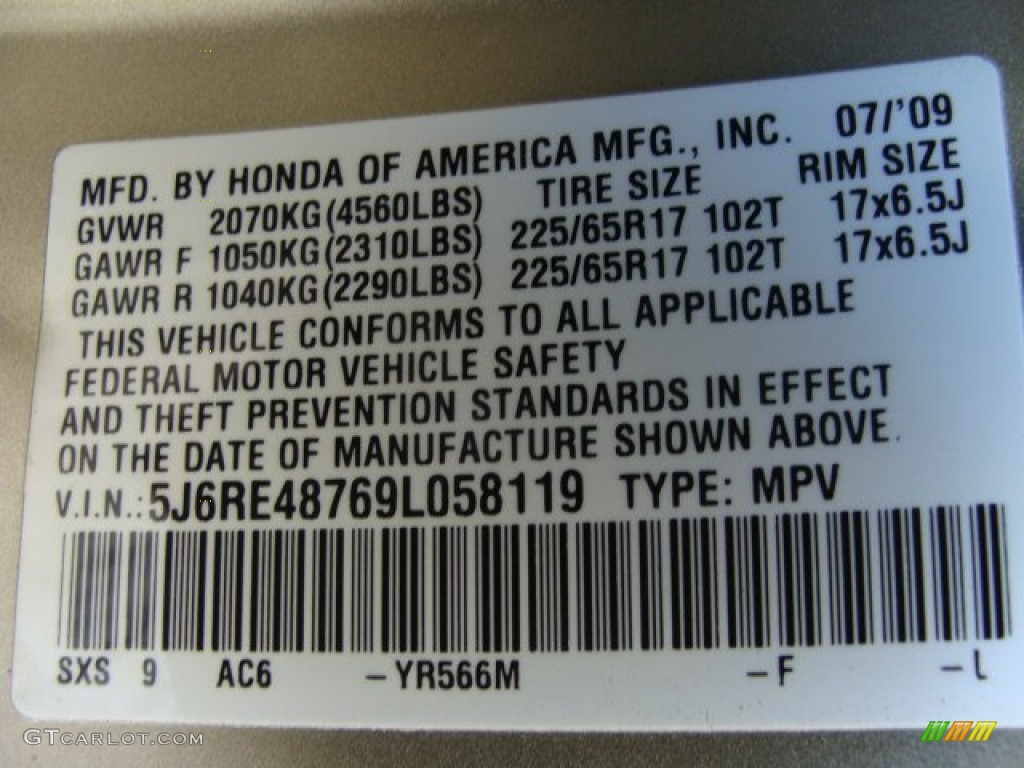 MFD. BY HONDA OF AMERICA MFG., INC. 07/'09
GVWR 2070KG(4560LBS) TIRE SIZE RIM SIZE
GAWR F 1050KG(2310LBS) 225/65R17 102T 17x6.5J
GAWR R 1040KG(2290LBS) 225/65R17 102T 17x6.5J
THIS VEHICLE CONFORMS TO ALL APPLICABLE
FEDERAL MOTOR VEHICLE SAFETY
AND THEFT PREVENTION STANDARDS IN EFFECT
ON THE DATE OF MANUFACTURE SHOWN ABOVE.
V.I.N.: 5J6RE48769L058119 TYPE: MPV
SXS 9 AC6 -YR566M -F -L
GTCARLOT.COM